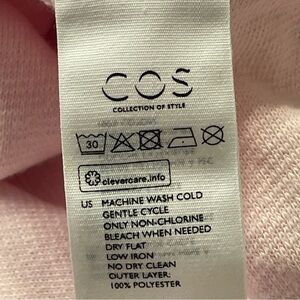 COS
COLLECTION OF STYLE
30
clevercare.info
US MACHINE WASH COLD
GENTLE CYCLE
ONLY NON-CHLORINE
BLEACH WHEN NEEDED
DRY FLAT
LOW IRON
NO DRY CLEAN
OUTER LAYER:
100% POLYESTER